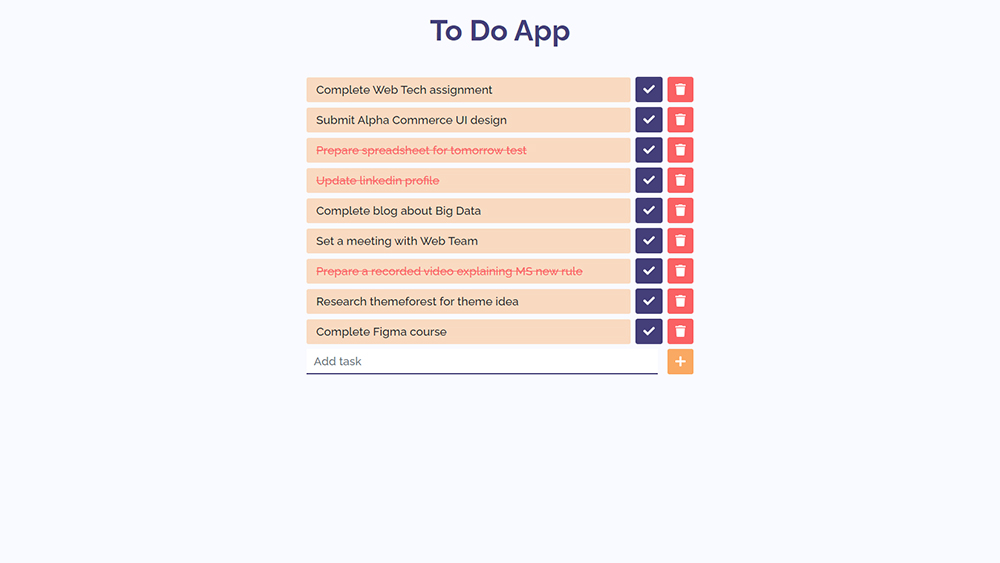 To Do App
Complete Web Tech assignment
Submit Alpha Commerce UI design
Prepare spreadsheet for tomorrow test
Update linkedin profile
Complete blog about Big Data
Set a meeting with Web Team
Prepare a recorded video explaining MS new rule
Research themeforest for theme idea
Complete Figma course
Add task